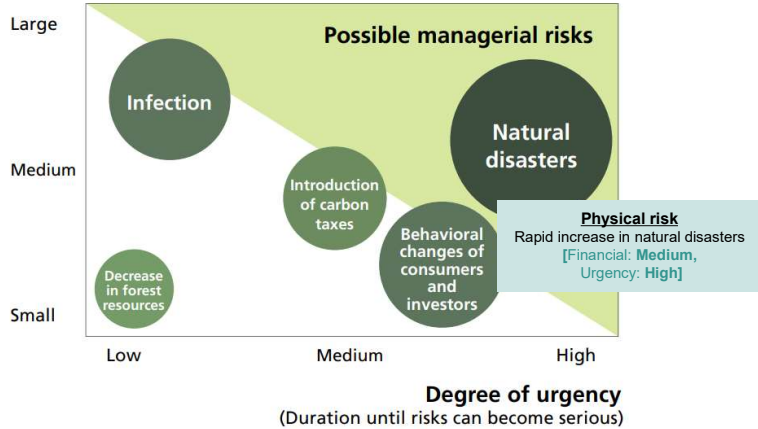 Large
Possible managerial risks
Infection
Natural
disasters
Medium
Introduction
of carbon
taxes
Behavioral
changes of
consumers
and
investors
Physical risk
Rapid increase in natural disasters
[Financial: Medium,
Urgency: High]
Decrease
in forest
resources
Small
Low
Medium
High
Degree of urgency
(Duration until risks can become serious)